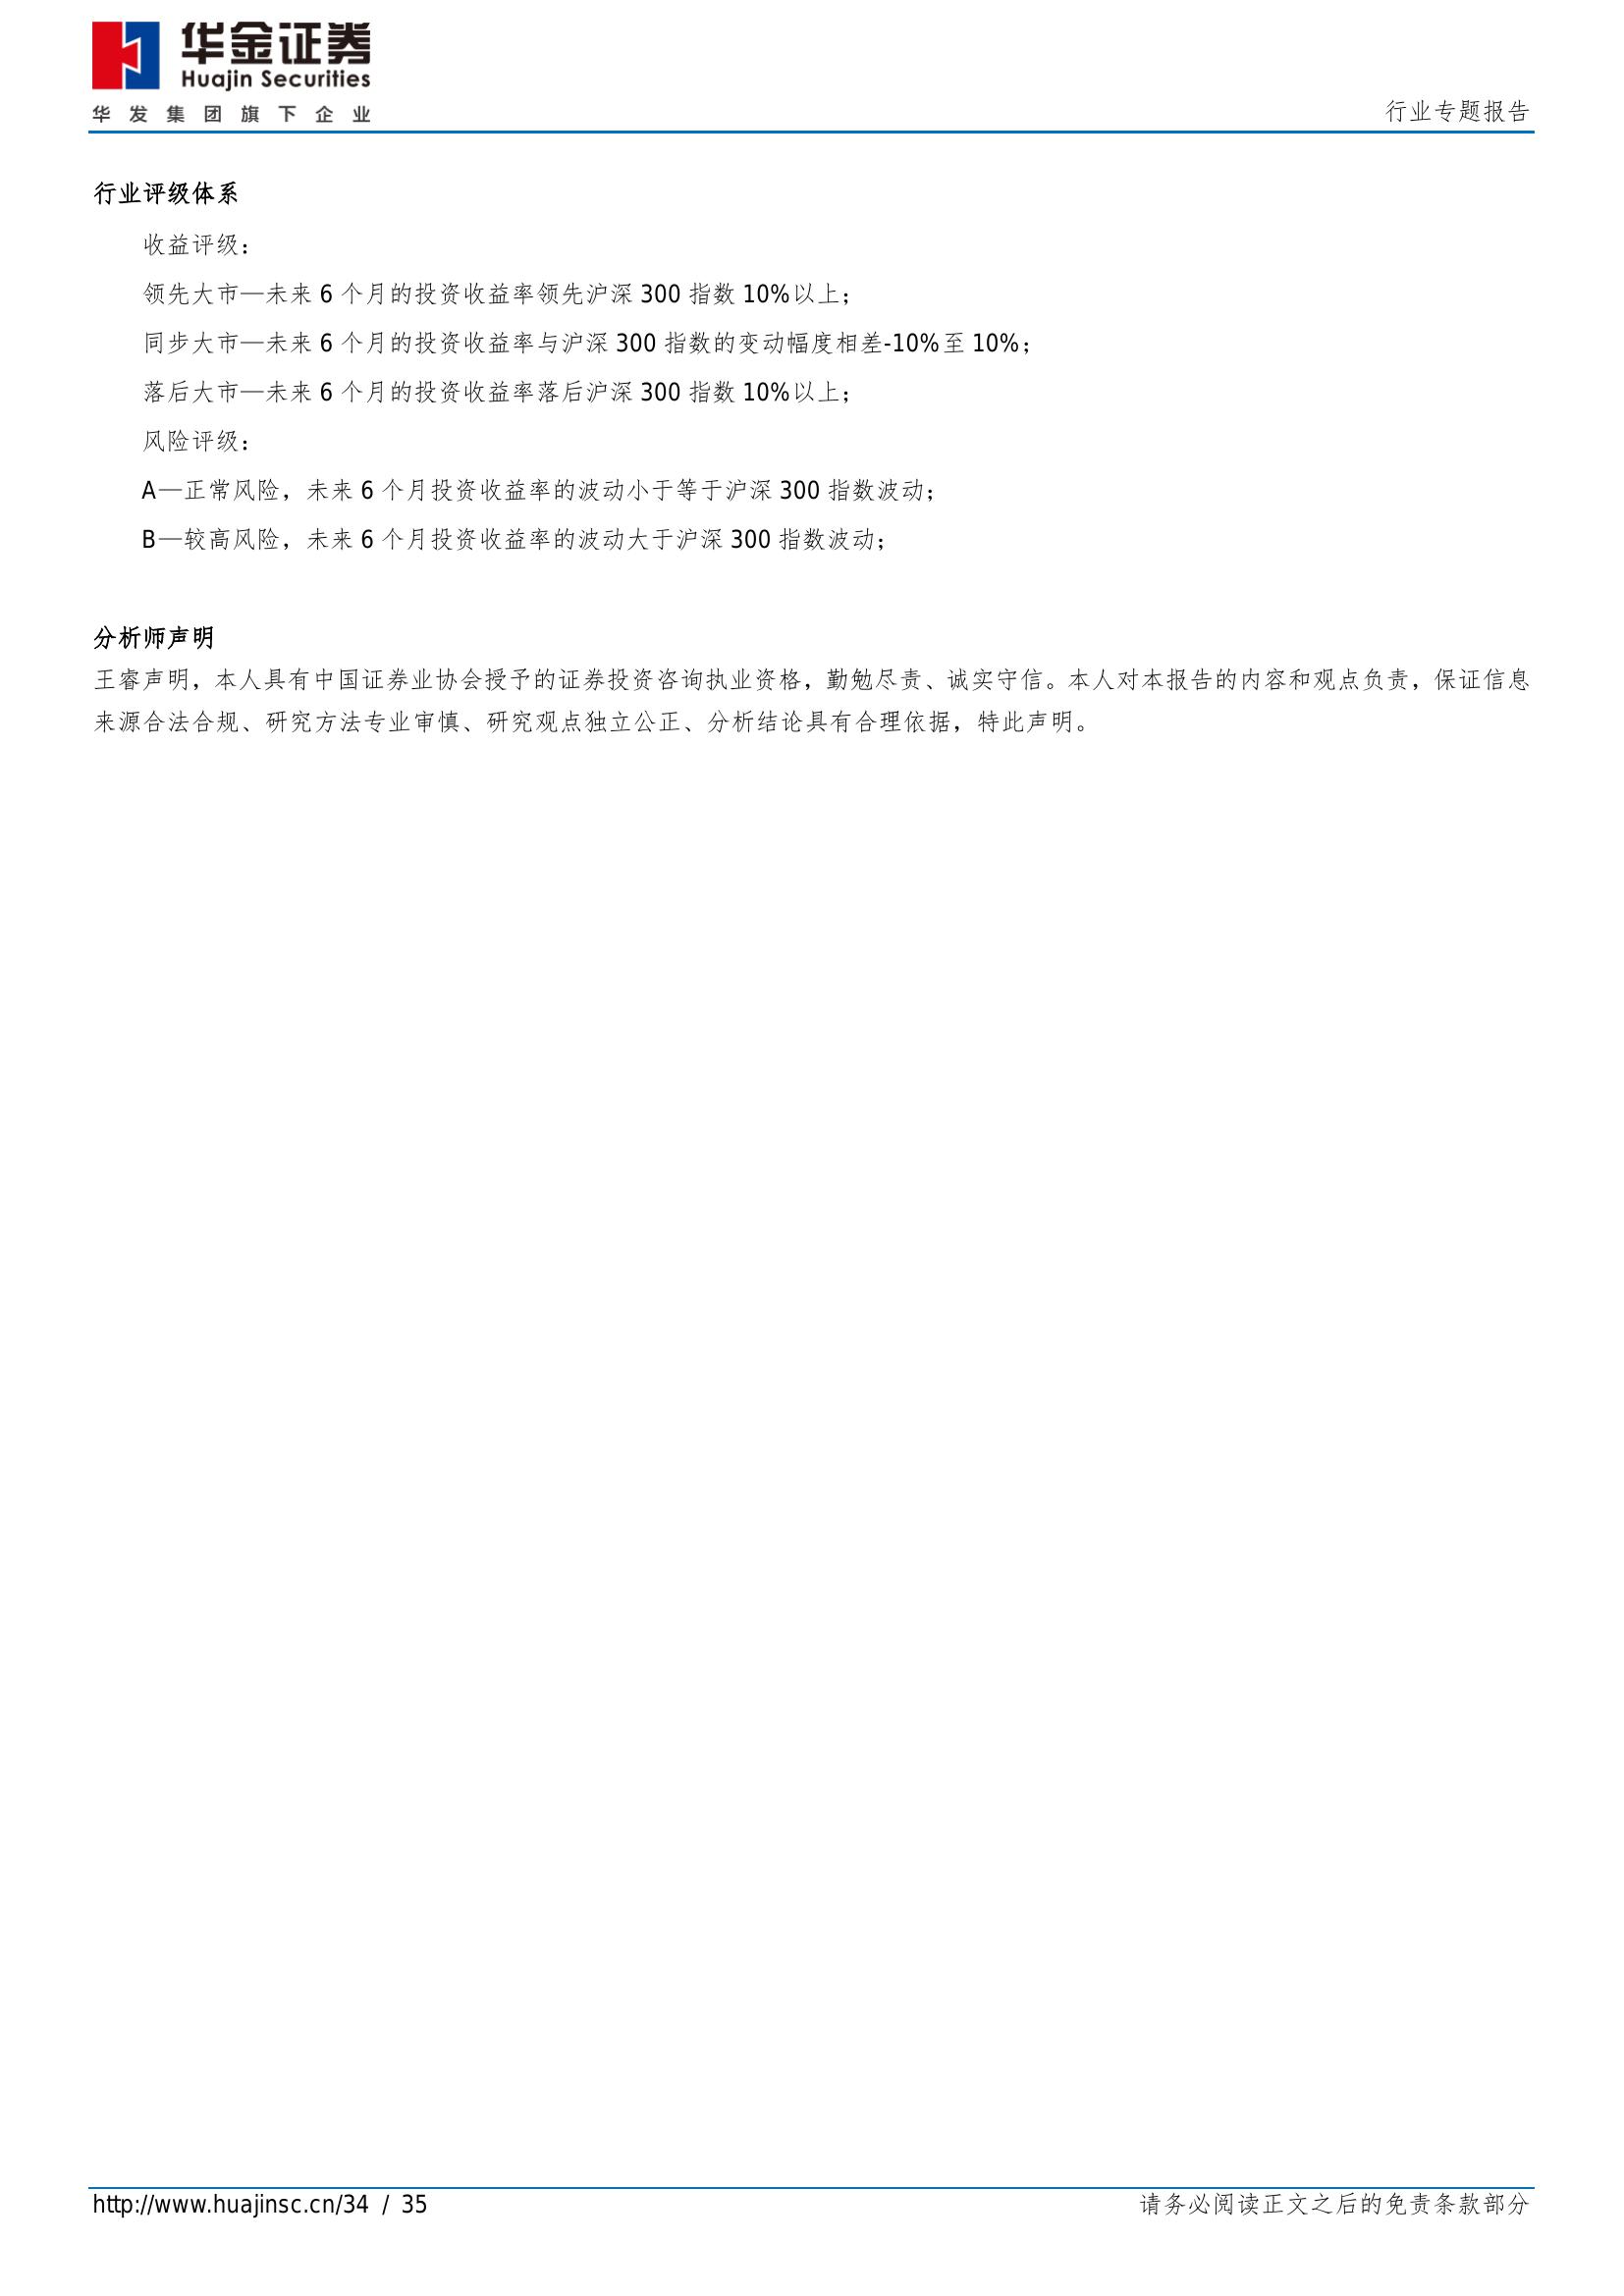 华金证券
Huajin Securities
华发集团旗下企业
行业专题报告
行业评级体系
收益评级：
领先大市—未来 6 个月的投资收益率领先沪深 300 指数 10%以上；
同步大市—未来 6 个月的投资收益率与沪深 300 指数的变动幅度相差-10%至 10%；
落后大市—未来 6 个月的投资收益率落后沪深 300 指数 10%以上；
风险评级：
A—正常风险，未来 6 个月投资收益率的波动小于等于沪深 300 指数波动；
B—较高风险，未来 6 个月投资收益率的波动大于沪深 300 指数波动；
分析师声明
王睿声明，本人具有中国证券业协会授予的证券投资咨询执业资格，勤勉尽责、诚实守信。本人对本报告的内容和观点负责，保证信息
来源合法合规、研究方法专业审慎、研究观点独立公正、分析结论具有合理依据，特此声明。
http://www.huajinsc.cn/34 / 35
请务必阅读正文之后的免责条款部分